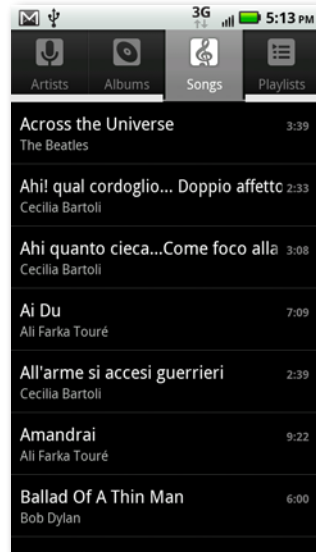 3G 5:13 PM
Artists Albums Songs Playlists
Across the Universe 3:39
The Beatles
Ahi! qual cordoglio... Doppio affetto 2:33
Cecilia Bartoli
Ahi quanto cieca...Come foco alla 3:08
Cecilia Bartoli
Ai Du 7:09
Ali Farka Touré
All'arme si accesi guerrieri 2:39
Cecilia Bartoli
Amandrai 9:22
Ali Farka Touré
Ballad Of A Thin Man 6:00
Bob Dylan